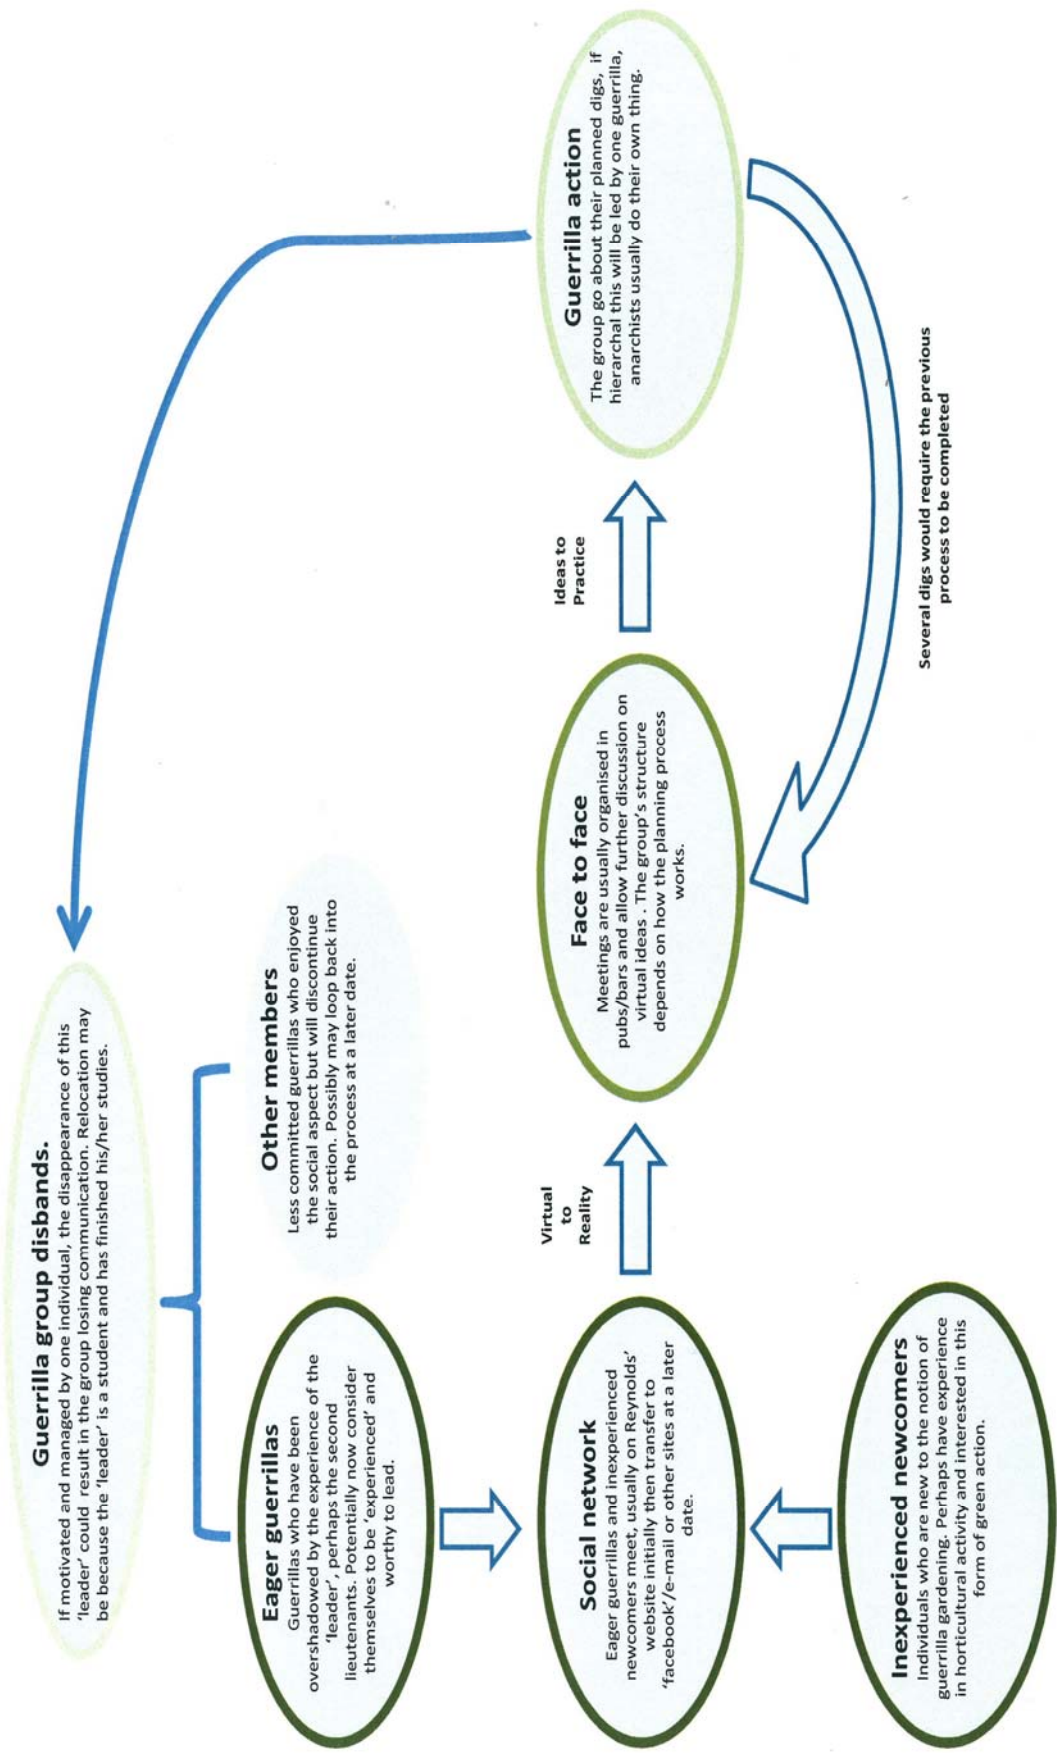 Guerrilla group disbands.
If motivated and managed by one individual, the disappearance of this
'leader' could result in the group losing communication. Relocation may
be because the 'leader' is a student and has finished his/her studies.
Eager guerrillas
Guerrillas who have been
overshadowed by the experience of the
'leader', perhaps the second
lieutenants. Potentially now consider
themselves to be 'experienced' and
worthy to lead.
Other members
Less committed guerrillas who enjoyed
the social aspect but will discontinue
their action. Possibly may loop back into
the process at a later date.
Social network
Eager guerrillas and inexperienced
newcomers meet, usually on Reynolds'
website initially then transfer to
'facebook'/e-mail or other sites at a later
date.
Virtual
to
Reality
Face to face
Meetings are usually organised in
pubs/bars and allow further discussion on
virtual ideas . The group's structure
depends on how the planning process
works.
Ideas to
Practice
Guerrilla action
The group go about their planned digs, if
hierarchal this will be led by one guerrilla,
anarchists usually do their own thing.
Inexperienced newcomers
Individuals who are new to the notion of
guerrilla gardening. Perhaps have experience
in horticultural activity and interested in this
form of green action.
Several digs would require the previous
process to be completed